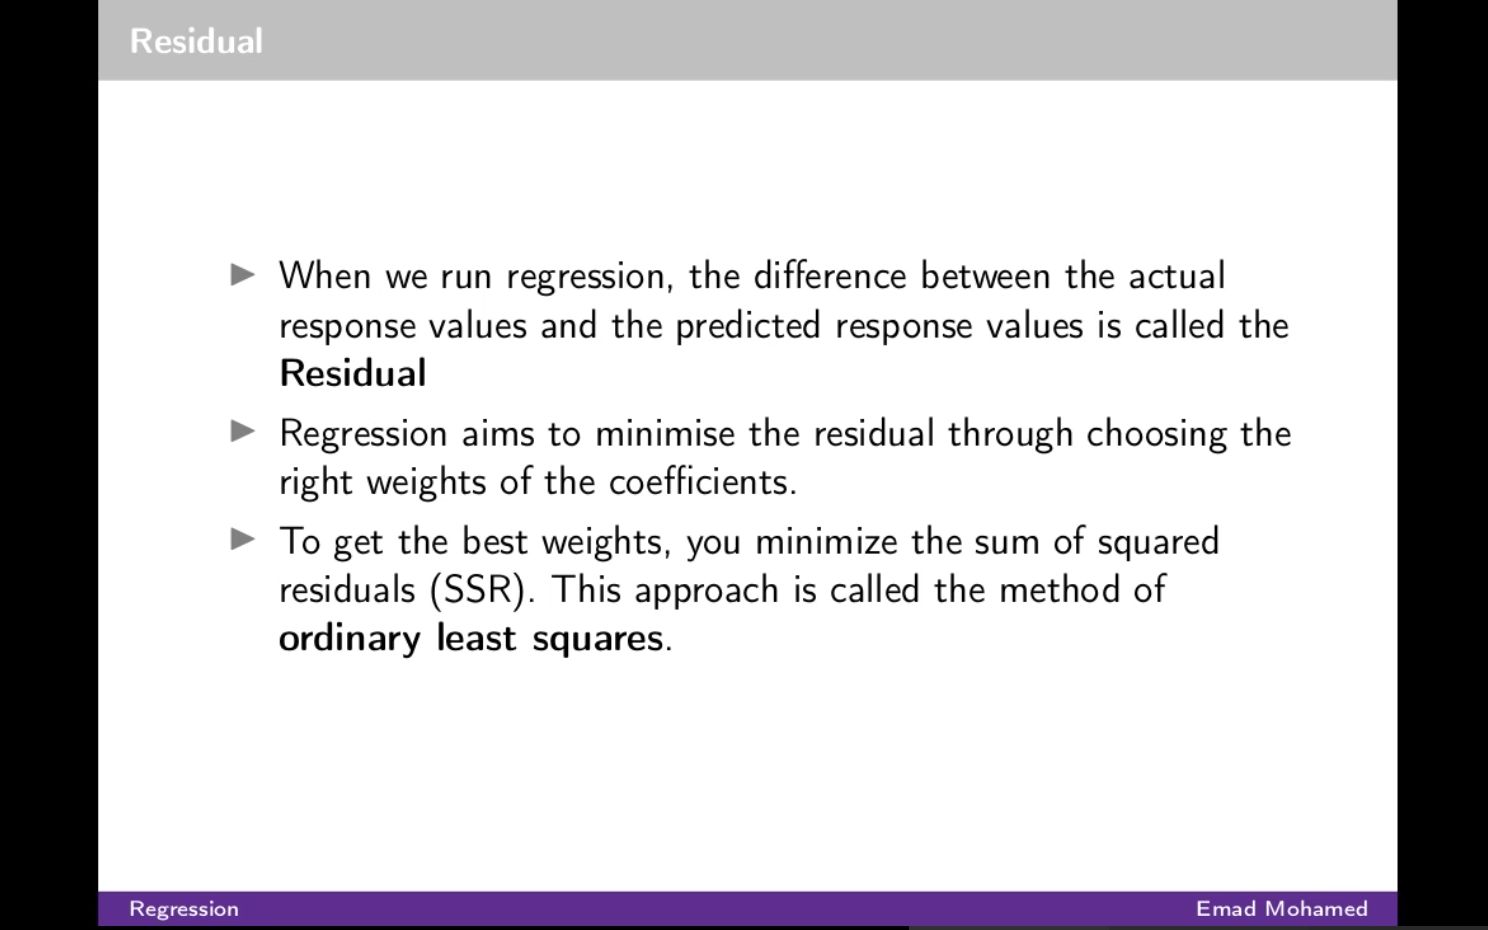 Residual
When we run regression, the difference between the actual
response values and the predicted response values is called the
Residual
Regression aims to minimise the residual through choosing the
right weights of the coefficients.
To get the best weights, you minimize the sum of squared
residuals (SSR). This approach is called the method of
ordinary least squares.
Regression
Emad Mohamed